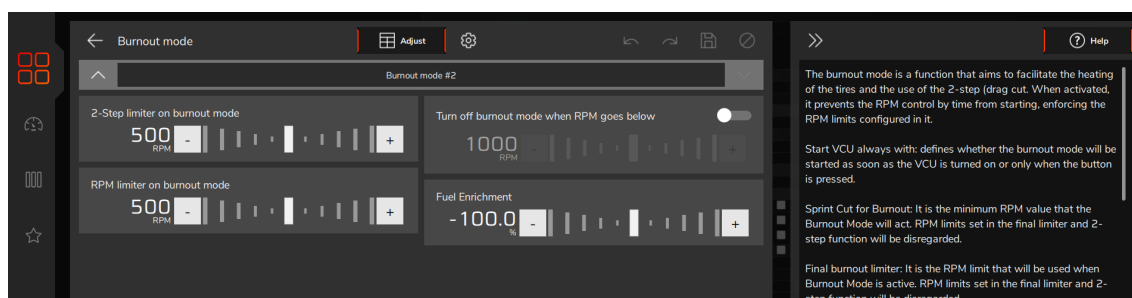 Burnout mode
Adjust
Help
Burnout mode #2
2-Step limiter on burnout mode
500
RPM
-
+
Turn off burnout mode when RPM goes below
1000
RPM
-
+
RPM limiter on burnout mode
500
RPM
-
+
Fuel Enrichment
-100.0
%
-
+
The burnout mode is a function that aims to facilitate the heating
of the tires and the use of the 2-step (drag cut. When activated,
it prevents the RPM control by time from starting, enforcing the
RPM limits configured in it.
Start VCU always with: defines whether the burnout mode will be
started as soon as the VCU is turned on or only when the button
is pressed.
Sprint Cut for Burnout: It is the minimum RPM value that the
Burnout Mode will act. RPM limits set in the final limiter and 2-
step function will be disregarded.
Final burnout limiter: It is the RPM limit that will be used when
Burnout Mode is active. RPM limits set in the final limiter and 2-
step function will be disregarded.